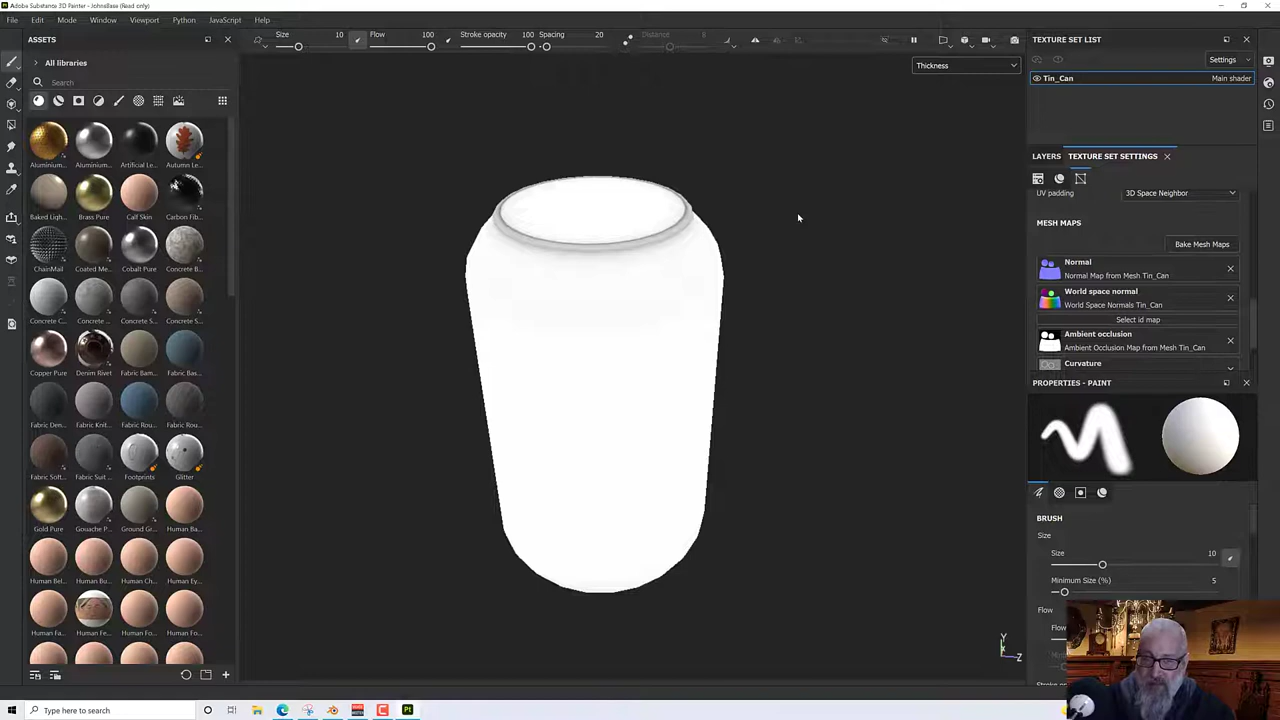 Adobe Substance 3D Painter - JohnsBase (Read only)
File Edit Mode Window Viewport Python JavaScript Help
ASSETS
Size 10 Flow 100 Stroke opacity 100 Spacing 20 Distance 8
Thickness
All libraries
Search
Aluminium... Aluminium... Artificial Le... Autumn Le...
Baked Ligh... Brass Pure Calf Skin Carbon Fib...
ChainMail Coated Me... Cobalt Pure Concrete B...
Concrete C... Concrete ... Concrete S... Concrete S...
Copper Pure Denim Rivet Fabric Bam... Fabric Bas...
Fabric Den... Fabric Knit... Fabric Rou... Fabric Rou...
Fabric Soft... Fabric Suit ... Footprints Glitter
Gold Pure Gouache P... Ground Gr... Human Ba...
Human Bel... Human Bu... Human Ch... Human Ey...
Human Fa... Human Fe... Human Fo... Human Fo...
Y
Z
TEXTURE SET LIST
Settings
Tin_Can Main shader
LAYERS TEXTURE SET SETTINGS
UV padding 3D Space Neighbor
MESH MAPS
Bake Mesh Maps
Normal
Normal Map from Mesh Tin_Can
World space normal
World Space Normals Tin_Can
Select id map
Ambient occlusion
Ambient Occlusion Map from Mesh Tin_Can
Curvature
PROPERTIES - PAINT
BRUSH
Size
Size 10
Minimum Size (%) 5
Flow
Flow
Type here to search
Pt